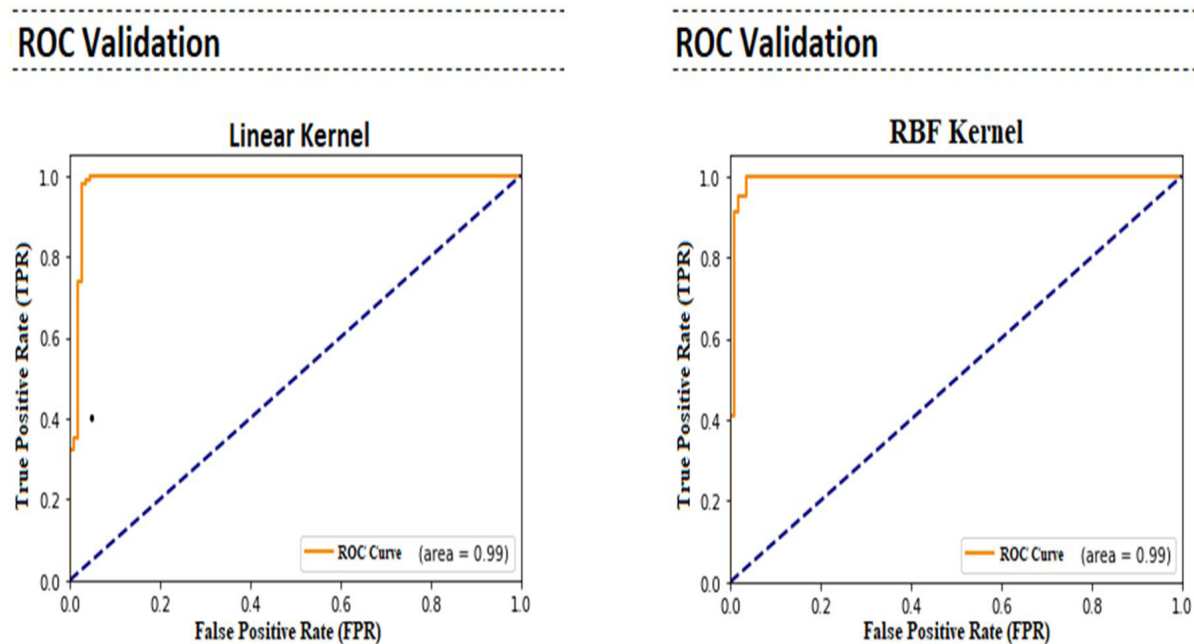 ROC Validation
Linear Kernel
True Positive Rate (TPR)
1.0
0.8
0.6
0.4
0.2
0.0
ROC Curve (area = 0.99)
0.0 0.2 0.4 0.6 0.8 1.0
False Positive Rate (FPR)
ROC Validation
RBF Kernel
True Positive Rate (TPR)
1.0
0.8
0.6
0.4
0.2
0.0
ROC Curve (area = 0.99)
0.0 0.2 0.4 0.6 0.8 1.0
False Positive Rate (FPR)